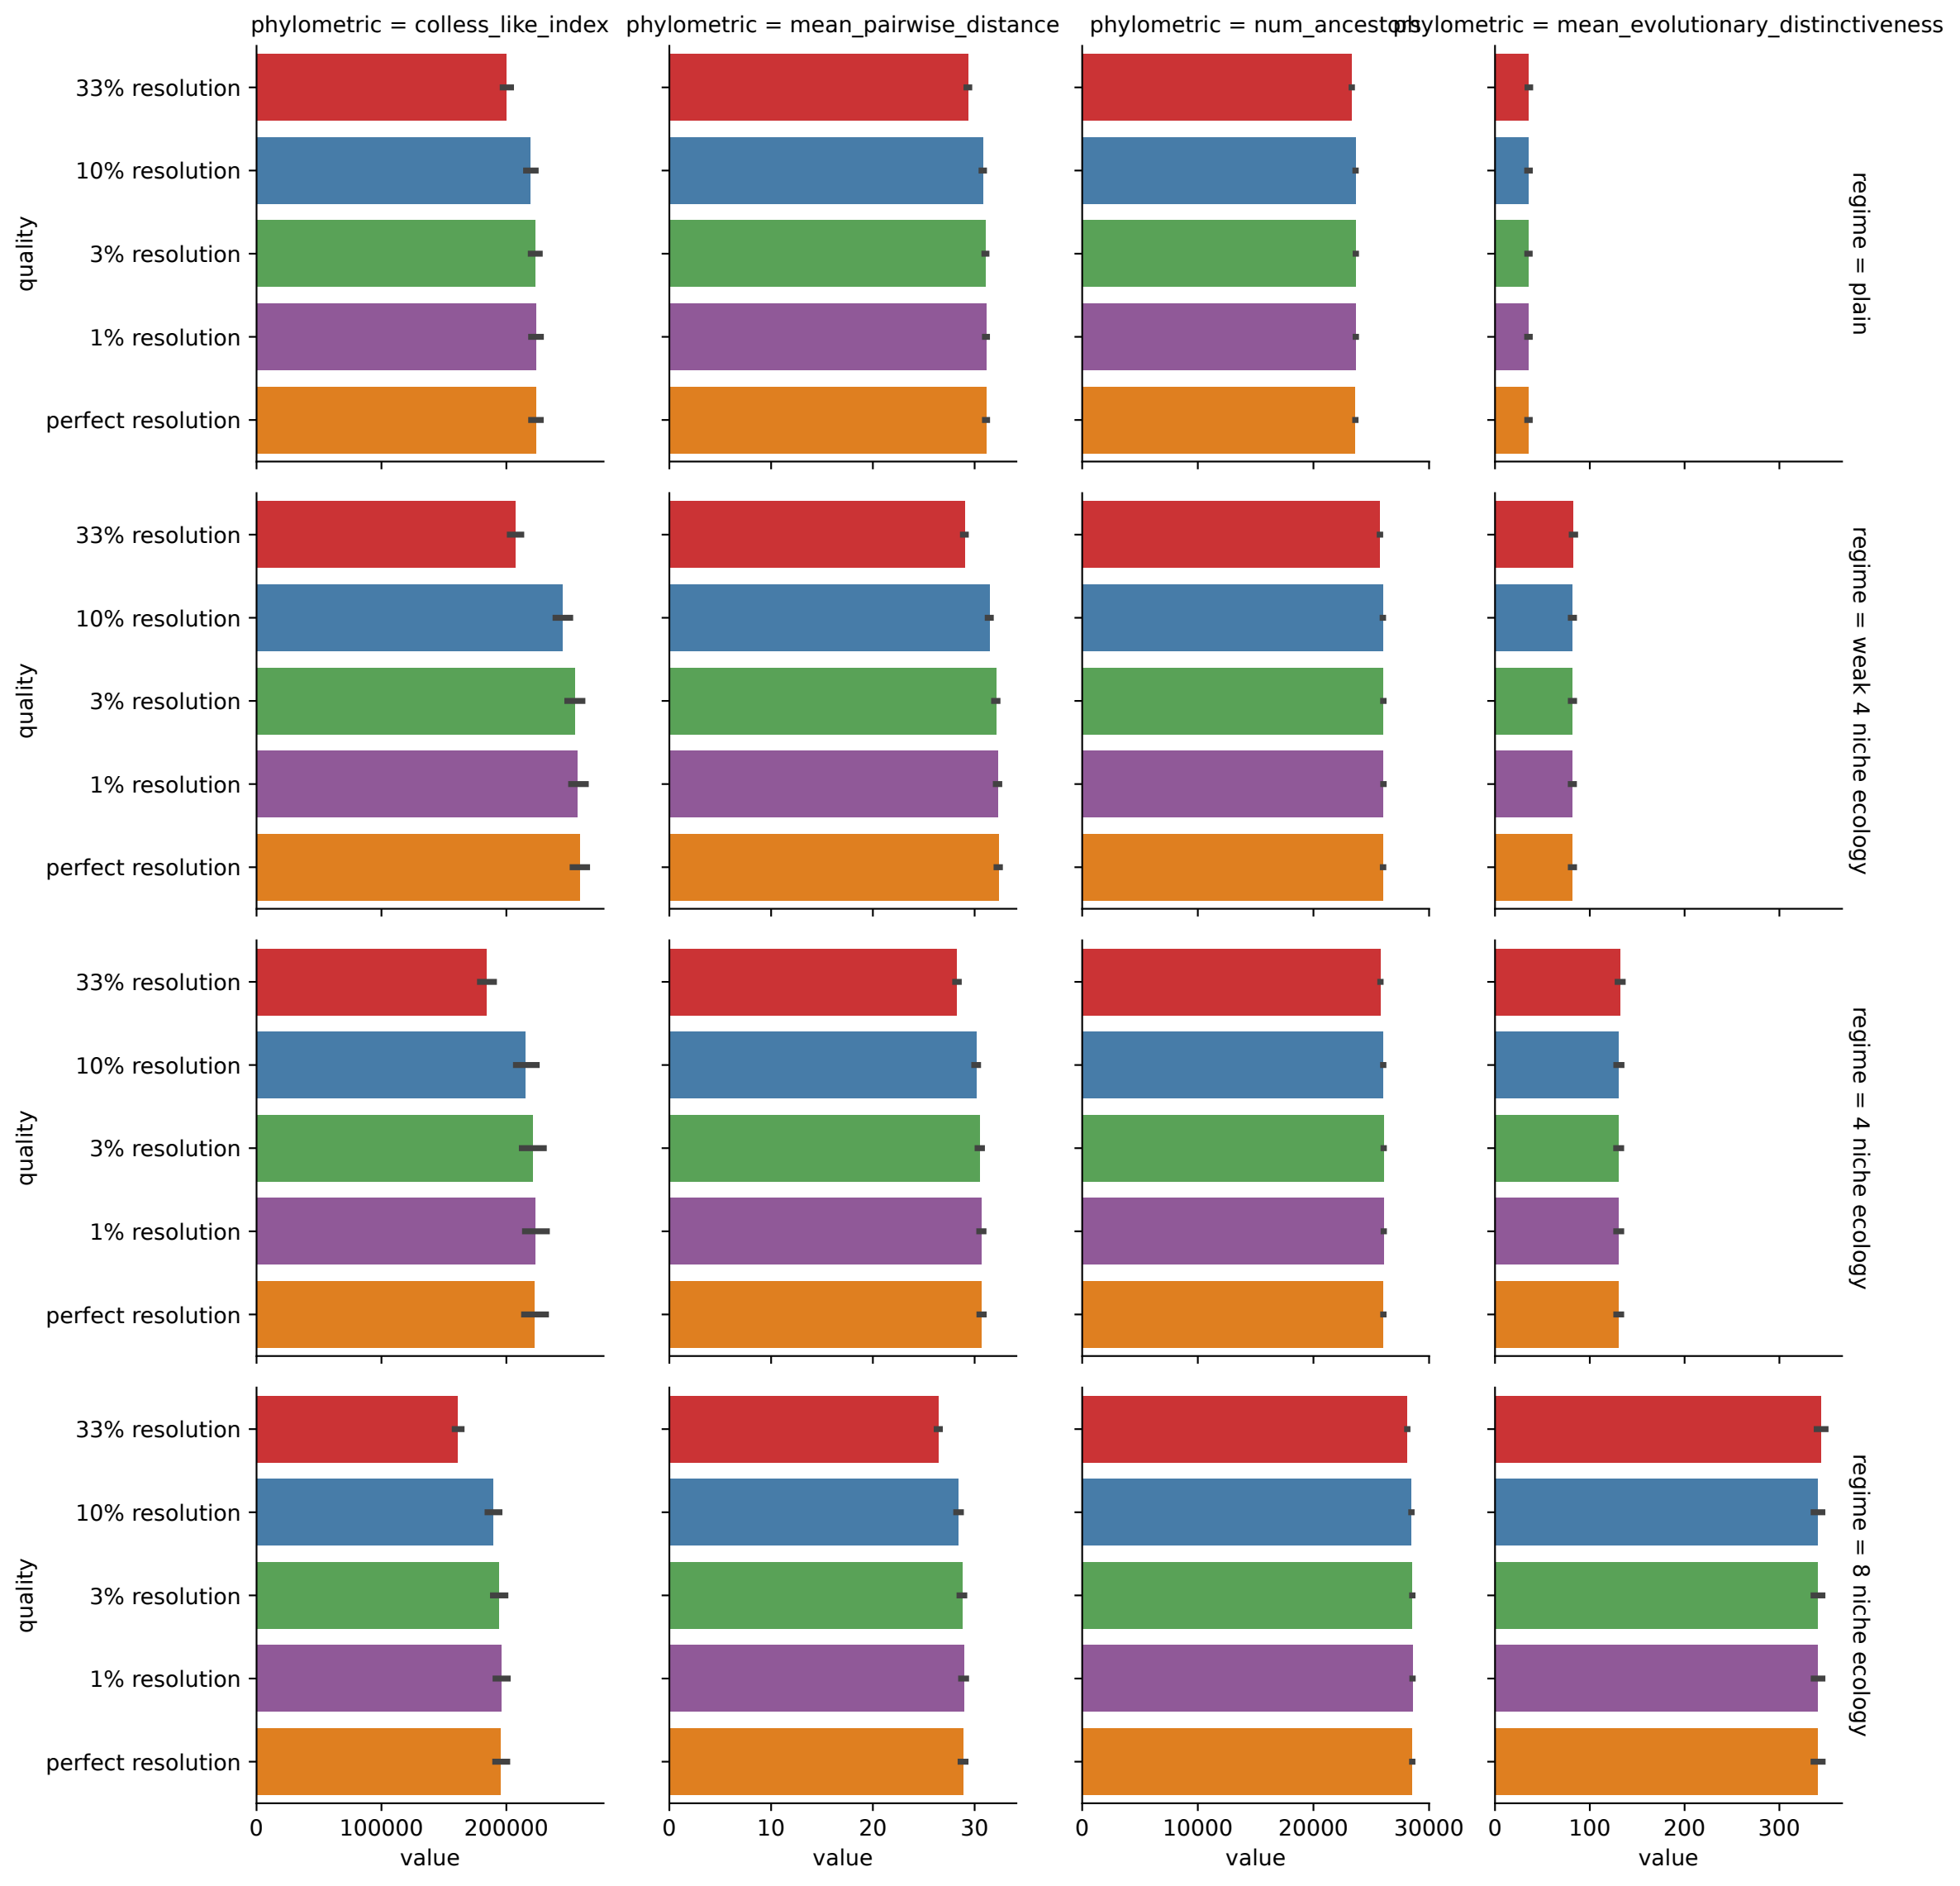 phylometric = colless_like_index
phylometric = mean_pairwise_distance
phylometric = num_ancestors
phylometric = mean_evolutionary_distinctiveness
quality
33% resolution
10% resolution
3% resolution
1% resolution
perfect resolution
regime = plain
quality
33% resolution
10% resolution
3% resolution
1% resolution
perfect resolution
regime = weak 4 niche ecology
quality
33% resolution
10% resolution
3% resolution
1% resolution
perfect resolution
regime = 4 niche ecology
quality
33% resolution
10% resolution
3% resolution
1% resolution
perfect resolution
regime = 8 niche ecology
0 100000 200000
0 10 20 30
0 10000 20000 30000
0 100 200 300
value
value
value
value